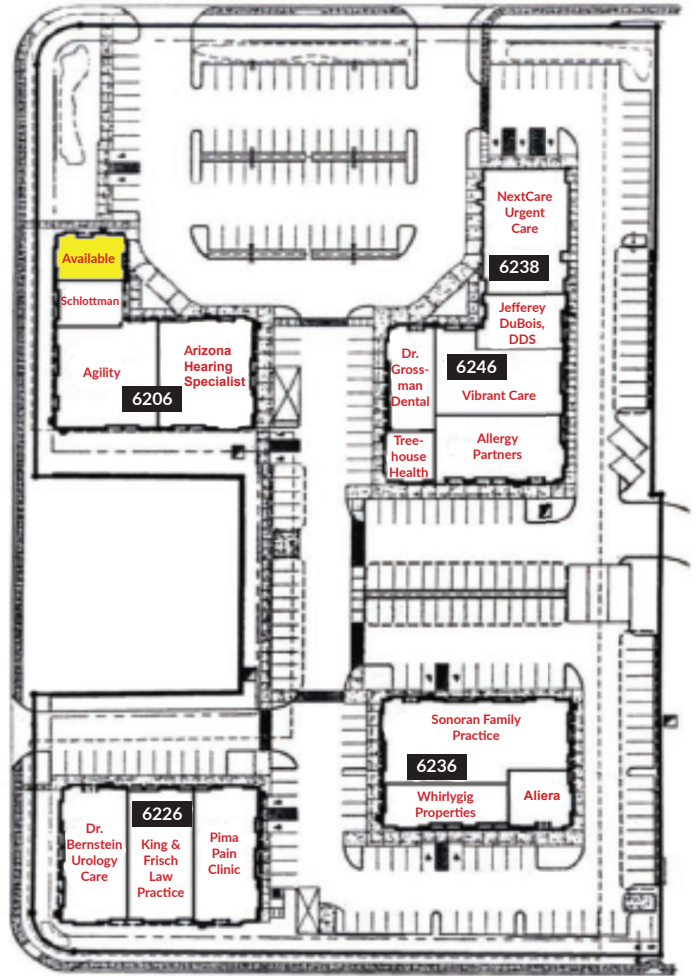 NextCare
Urgent
Care
6238
Available
Schlottman
Jefferey
DuBois,
DDS
Agility
Arizona
Hearing
Specialist
6206
Dr.
Gross-
man
Dental
6246
Vibrant Care
Tree-
house
Health
Allergy
Partners
Sonoran Family
Practice
6236
Whirlygig
Properties
Aliera
Dr.
Bernstein
Urology
Care
6226
King &
Frisch
Law
Practice
Pima
Pain
Clinic